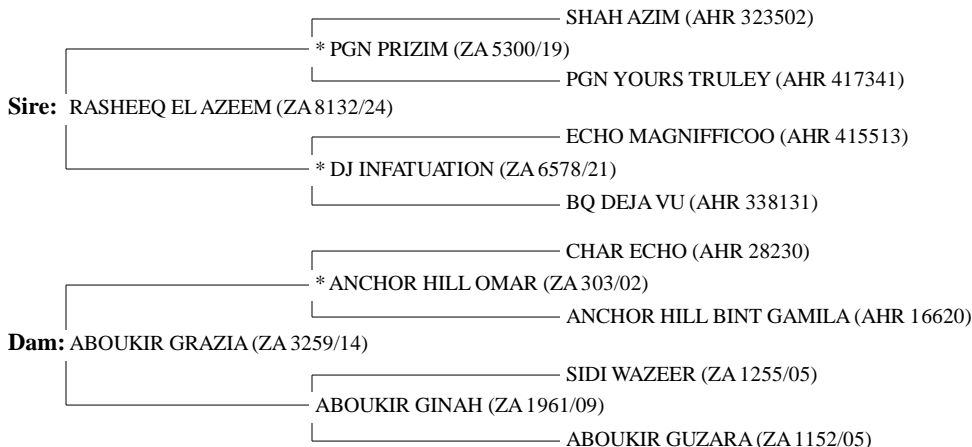 SHAH AZIM (AHR 323502)
* PGN PRIZIM (ZA 5300/19)
PGN YOURS TRULEY (AHR 417341)
Sire: RASHEEQ EL AZEEM (ZA 8132/24)
ECHO MAGNIFFICOO (AHR 415513)
* DJ INFATUATION (ZA 6578/21)
BQ DEJA VU (AHR 338131)
CHAR ECHO (AHR 28230)
* ANCHOR HILL OMAR (ZA 303/02)
ANCHOR HILL BINT GAMILA (AHR 16620)
Dam: ABOUKIR GRAZIA (ZA 3259/14)
SIDI WAZEER (ZA 1255/05)
ABOUKIR GINAH (ZA 1961/09)
ABOUKIR GUZARA (ZA 1152/05)